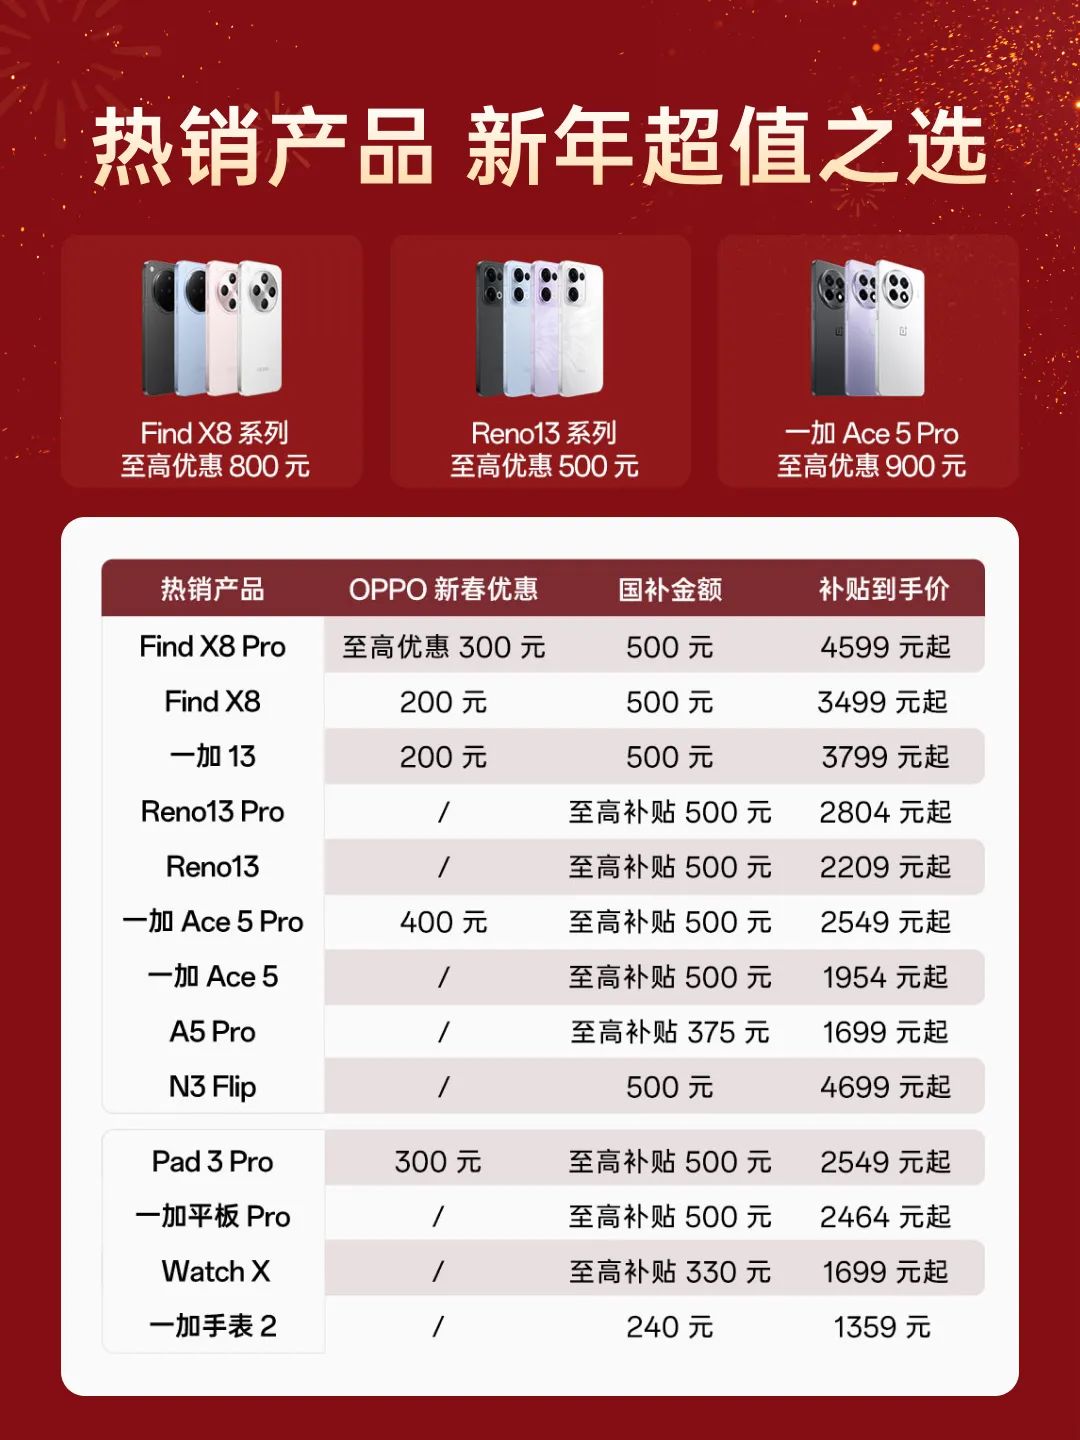 热销产品 新年超值之选
Find X8 系列
至高优惠 800 元
Reno13 系列
至高优惠 500 元
一加 Ace 5 Pro
至高优惠 900 元
热销产品 OPPO 新春优惠 国补金额 补贴到手价
Find X8 Pro 至高优惠 300 元 500 元 4599 元起
Find X8 200 元 500 元 3499 元起
一加 13 200 元 500 元 3799 元起
Reno13 Pro / 至高补贴 500 元 2804 元起
Reno13 / 至高补贴 500 元 2209 元起
一加 Ace 5 Pro 400 元 至高补贴 500 元 2549 元起
一加 Ace 5 / 至高补贴 500 元 1954 元起
A5 Pro / 至高补贴 375 元 1699 元起
N3 Flip / 500 元 4699 元起
Pad 3 Pro 300 元 至高补贴 500 元 2549 元起
一加平板 Pro / 至高补贴 500 元 2464 元起
Watch X / 至高补贴 330 元 1699 元起
一加手表 2 / 240 元 1359 元